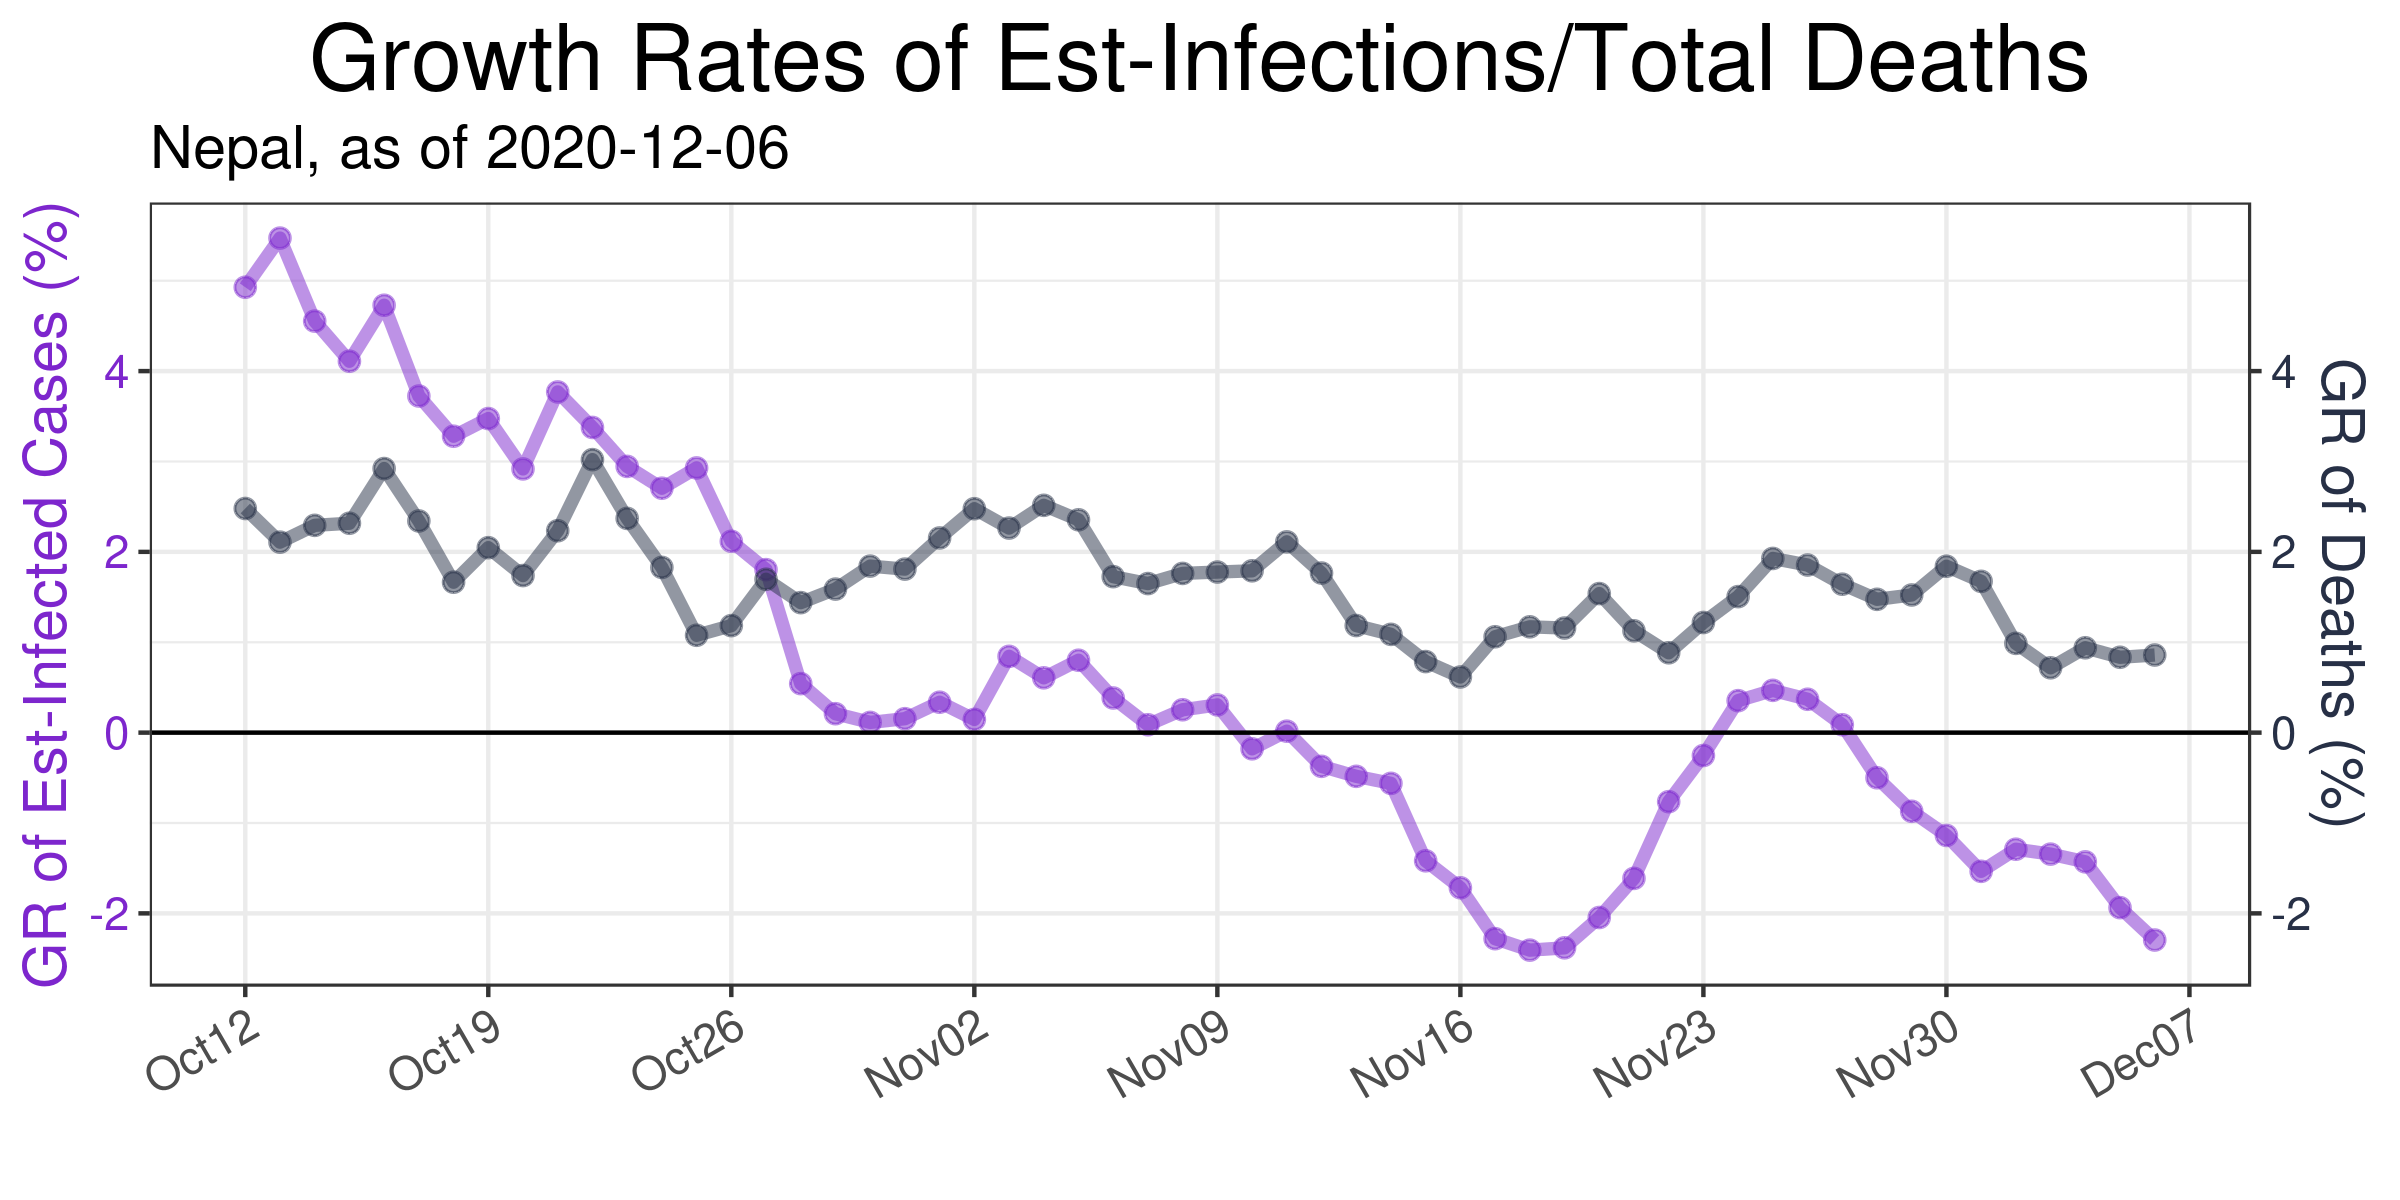 Growth Rates of Est-Infections/Total Deaths
Nepal, as of 2020-12-06
GR of Est-Infected Cases (%)
4
2
0
-2
4
2
0
-2
GR of Deaths (%)
Oct12
Oct19
Oct26
Nov02
Nov09
Nov16
Nov23
Nov30
Dec07